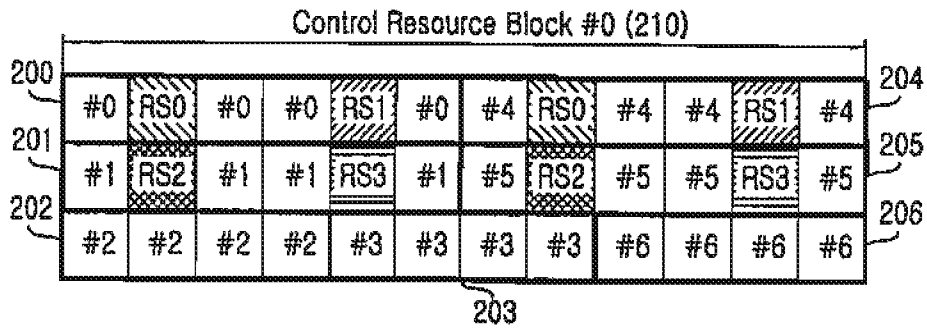 Control Resource Block #0 (210)
200 #0 RS0 #0 #0 RS1 #0 #4 RS0 #4 #4 RS1 #4 204
201 #1 RS2 #1 #1 RS3 #1 #5 RS2 #5 #5 RS3 #5 205
202 #2 #2 #2 #2 #3 #3 #3 #3 #6 #6 #6 #6 206
203